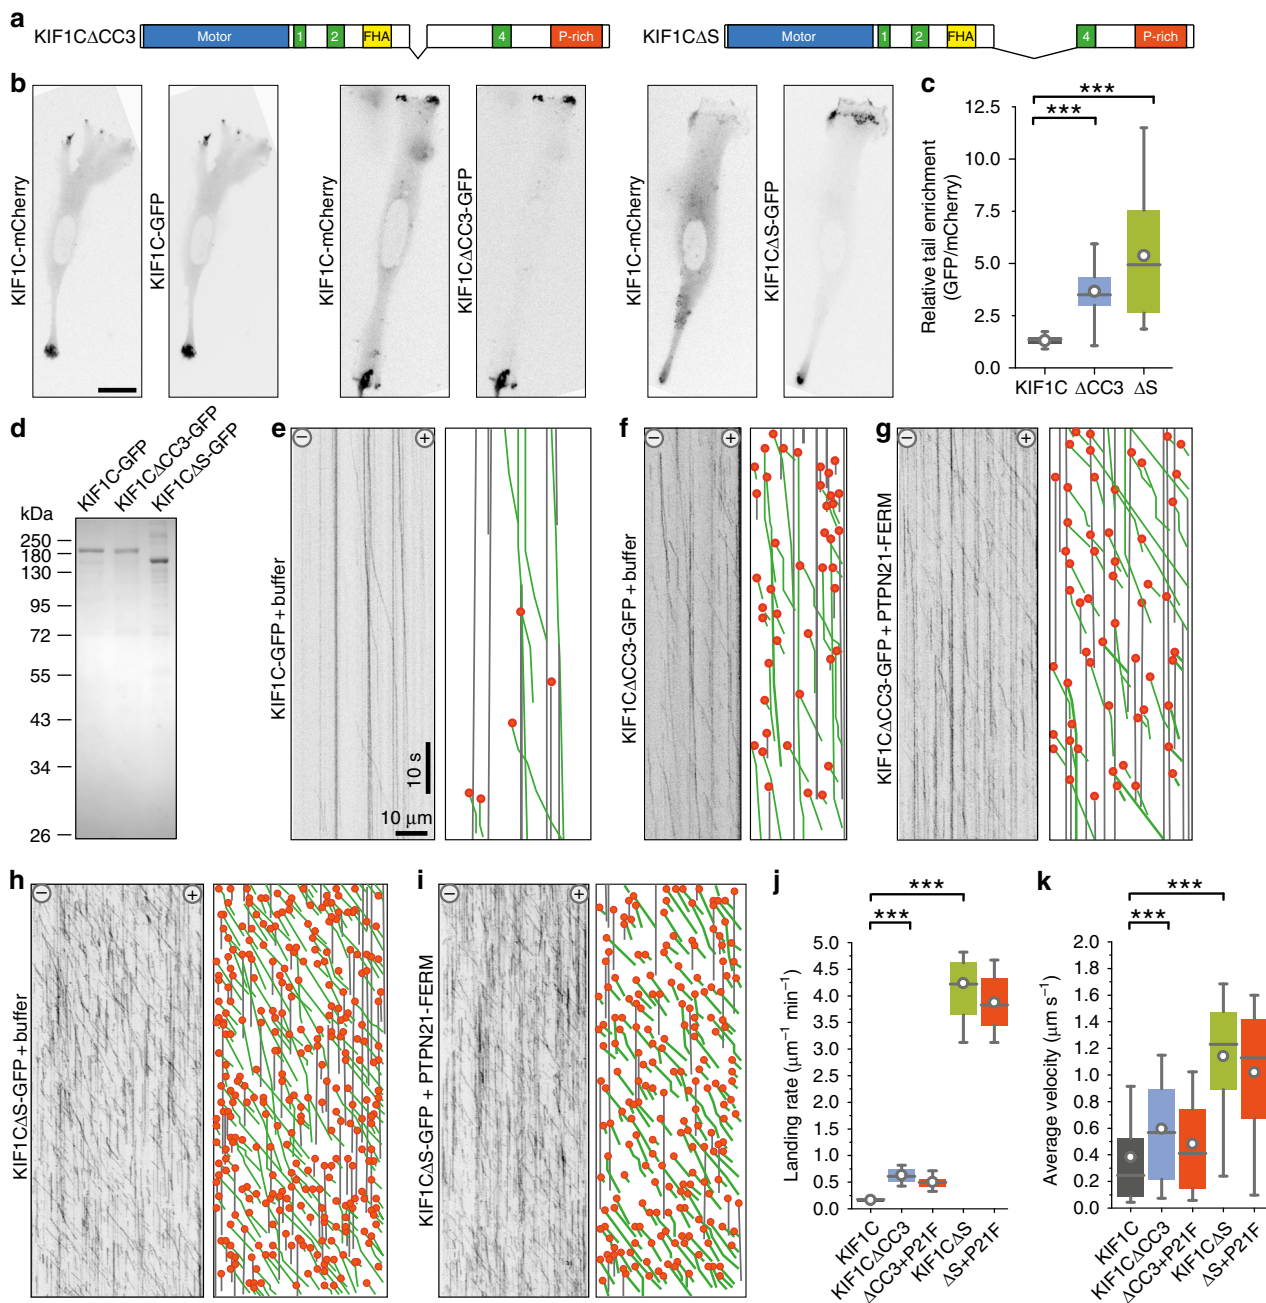 a
KIF1CΔCC3
Motor
1
2
FHA
4
P-rich
KIF1CΔS
Motor
1
2
FHA
4
P-rich
b
KIF1C-mCherry
KIF1C-GFP
KIF1C-mCherry
KIF1CΔCC3-GFP
KIF1C-mCherry
KIF1CΔS-GFP
c
***
***
Relative tail enrichment
(GFP/mCherry)
12.5
10.0
7.5
5.0
2.5
0.0
KIF1C ΔCC3 ΔS
d
KIF1C-GFP
KIF1CΔCC3-GFP
KIF1CΔS-GFP
kDa
250
180
130
95
72
55
43
34
26
e
KIF1C-GFP + buffer
−
+
10 s
10 µm
f
KIF1CΔCC3-GFP + buffer
−
+
g
KIF1CΔCC3-GFP + PTPN21-FERM
−
+
h
KIF1CΔS-GFP + buffer
−
+
i
KIF1CΔS-GFP + PTPN21-FERM
−
+
j
***
***
Landing rate (µm⁻¹ min⁻¹)
5.0
4.5
4.0
3.5
3.0
2.5
2.0
1.5
1.0
0.5
0.0
KIF1C
KIF1CΔCC3
ΔCC3+P21F
KIF1CΔS
ΔS+P21F
k
***
***
Average velocity (µm s⁻¹)
2.0
1.8
1.6
1.4
1.2
1.0
0.8
0.6
0.4
0.2
0.0
KIF1C
KIF1CΔCC3
ΔCC3+P21F
KIF1CΔS
ΔS+P21F